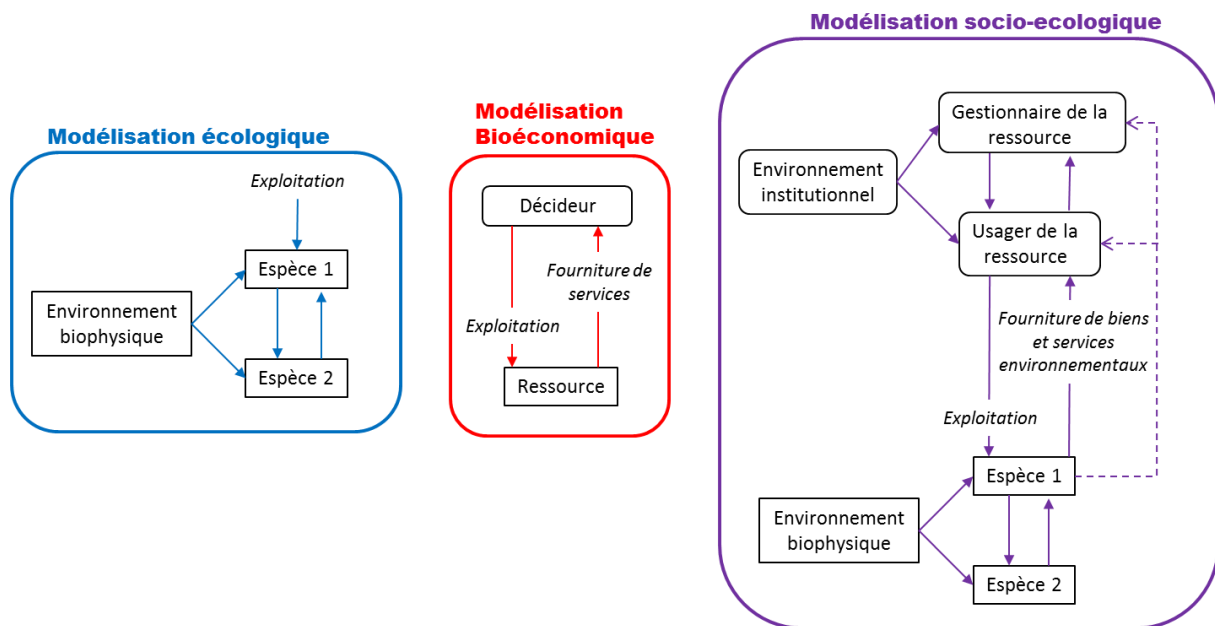 Modélisation écologique
Exploitation
Espèce 1
Environnement
biophysique
Espèce 2
Modélisation
Bioéconomique
Décideur
Fourniture de
services
Exploitation
Ressource
Modélisation socio-ecologique
Gestionnaire de la
ressource
Environnement
institutionnel
Usager de la
ressource
Fourniture de biens
et services
environnementaux
Exploitation
Espèce 1
Environnement
biophysique
Espèce 2